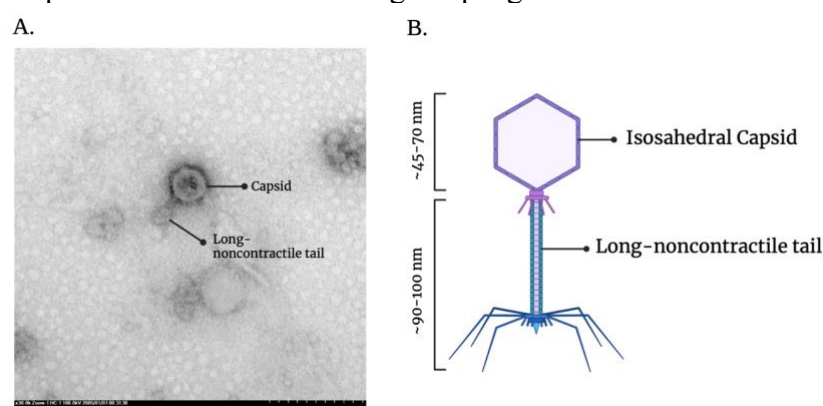 A.
B.
Capsid
Long-
noncontractile tail
~45-70 nm
Isosahedral Capsid
~90-100 nm
Long-noncontractile tail